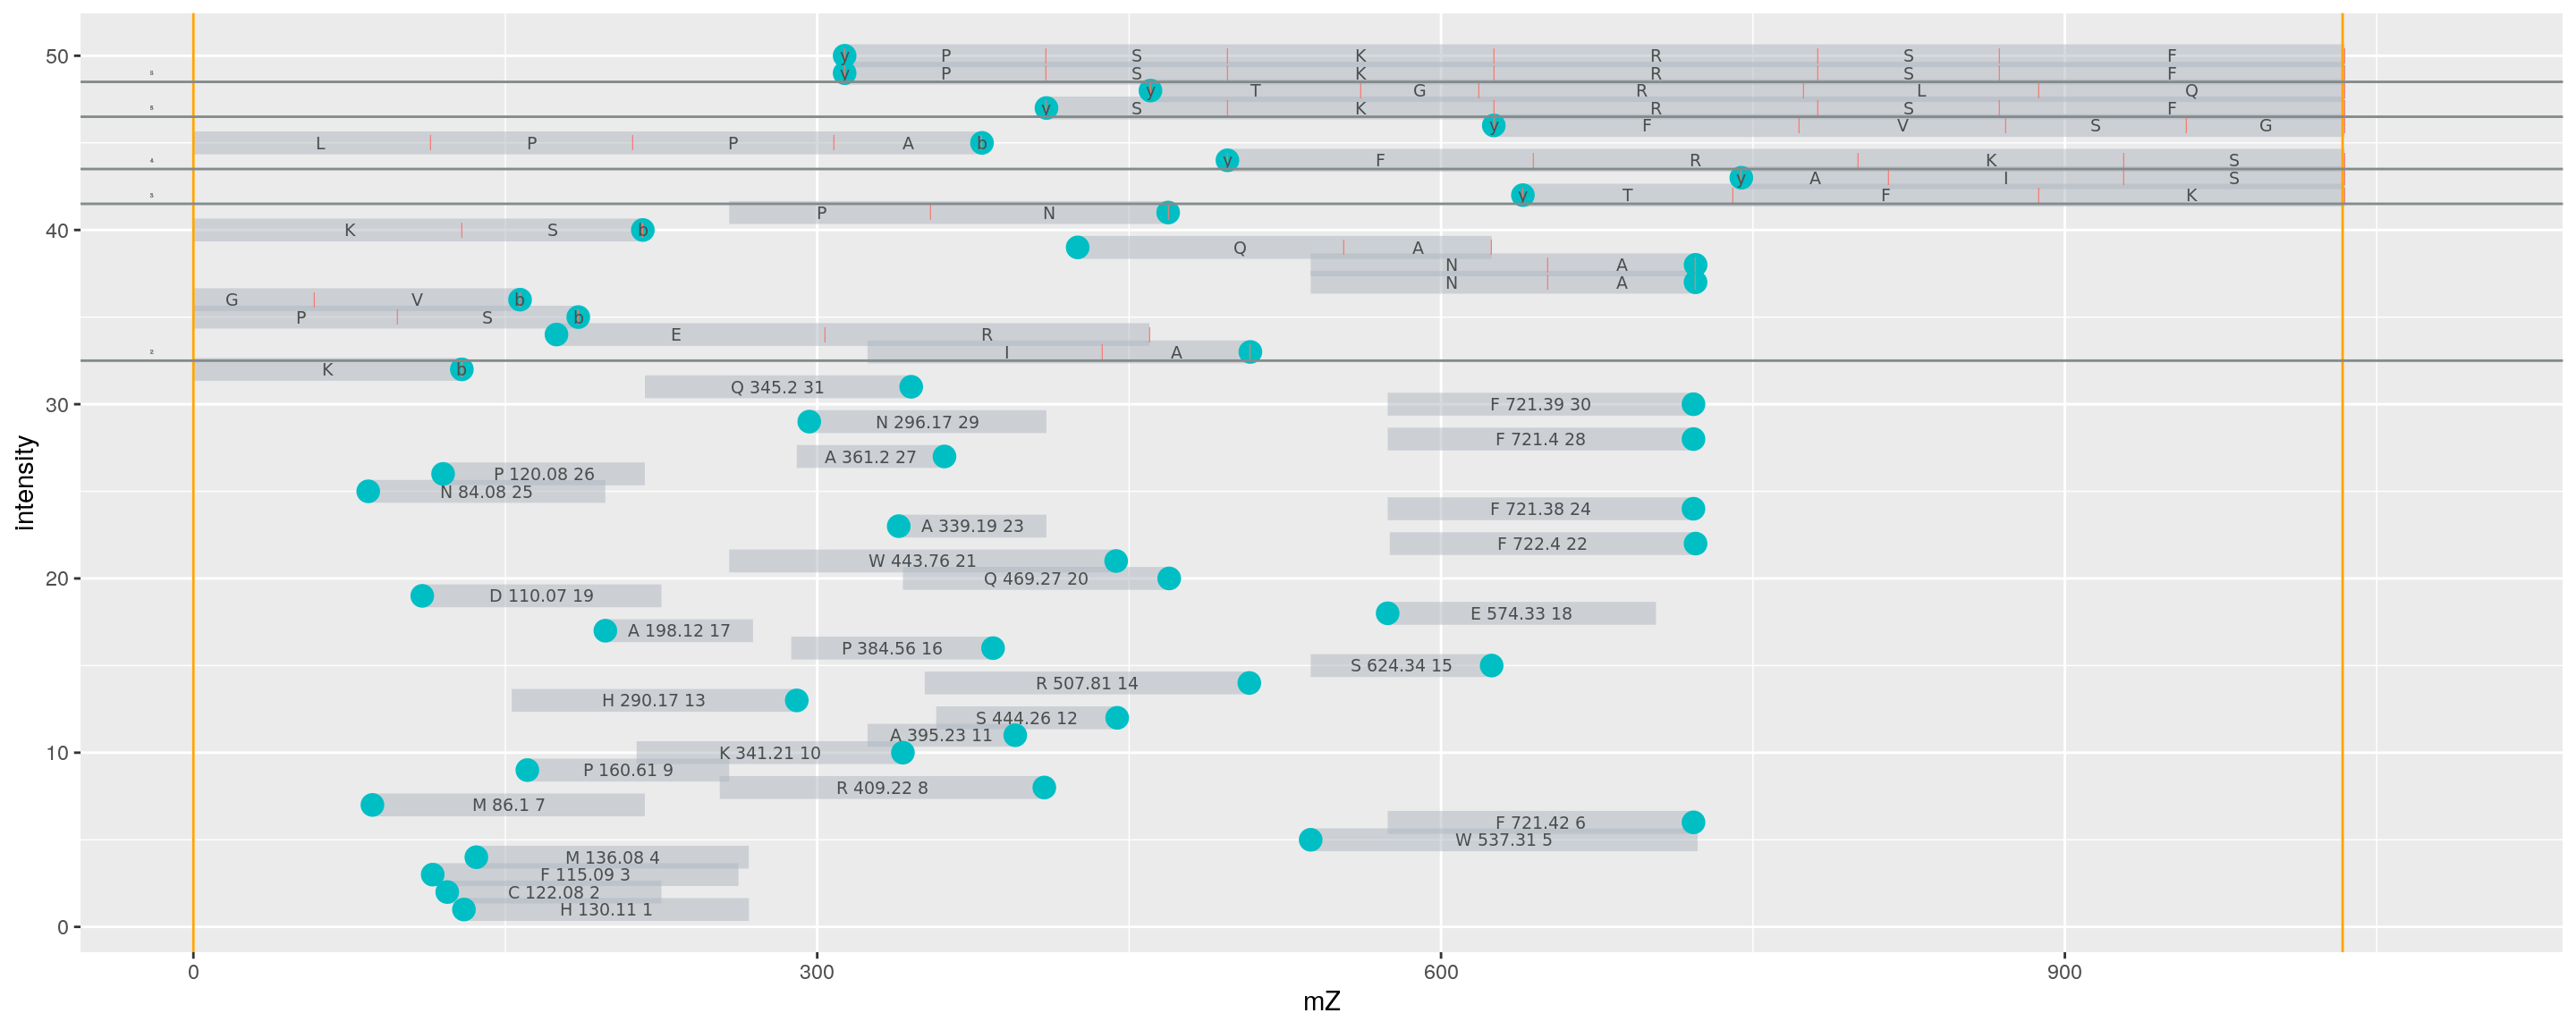 50
y P S K R S F
y P S K R S F
y T G R L Q
y S K R S F
y F V S G
L P P A b
y F R K S
y A I S
y T F K
P N
40
K S b
Q A
N A
N A
G V b
P S b
E R
I A
K b
Q 345.2 31
30
F 721.39 30
N 296.17 29
F 721.4 28
A 361.2 27
P 120.08 26
N 84.08 25
F 721.38 24
A 339.19 23
F 722.4 22
W 443.76 21
20
Q 469.27 20
D 110.07 19
E 574.33 18
A 198.12 17
P 384.56 16
S 624.34 15
R 507.81 14
H 290.17 13
S 444.26 12
A 395.23 11
10
K 341.21 10
P 160.61 9
R 409.22 8
M 86.1 7
F 721.42 6
W 537.31 5
M 136.08 4
F 115.09 3
C 122.08 2
H 130.11 1
0
0 300 600 900
mZ
intensity